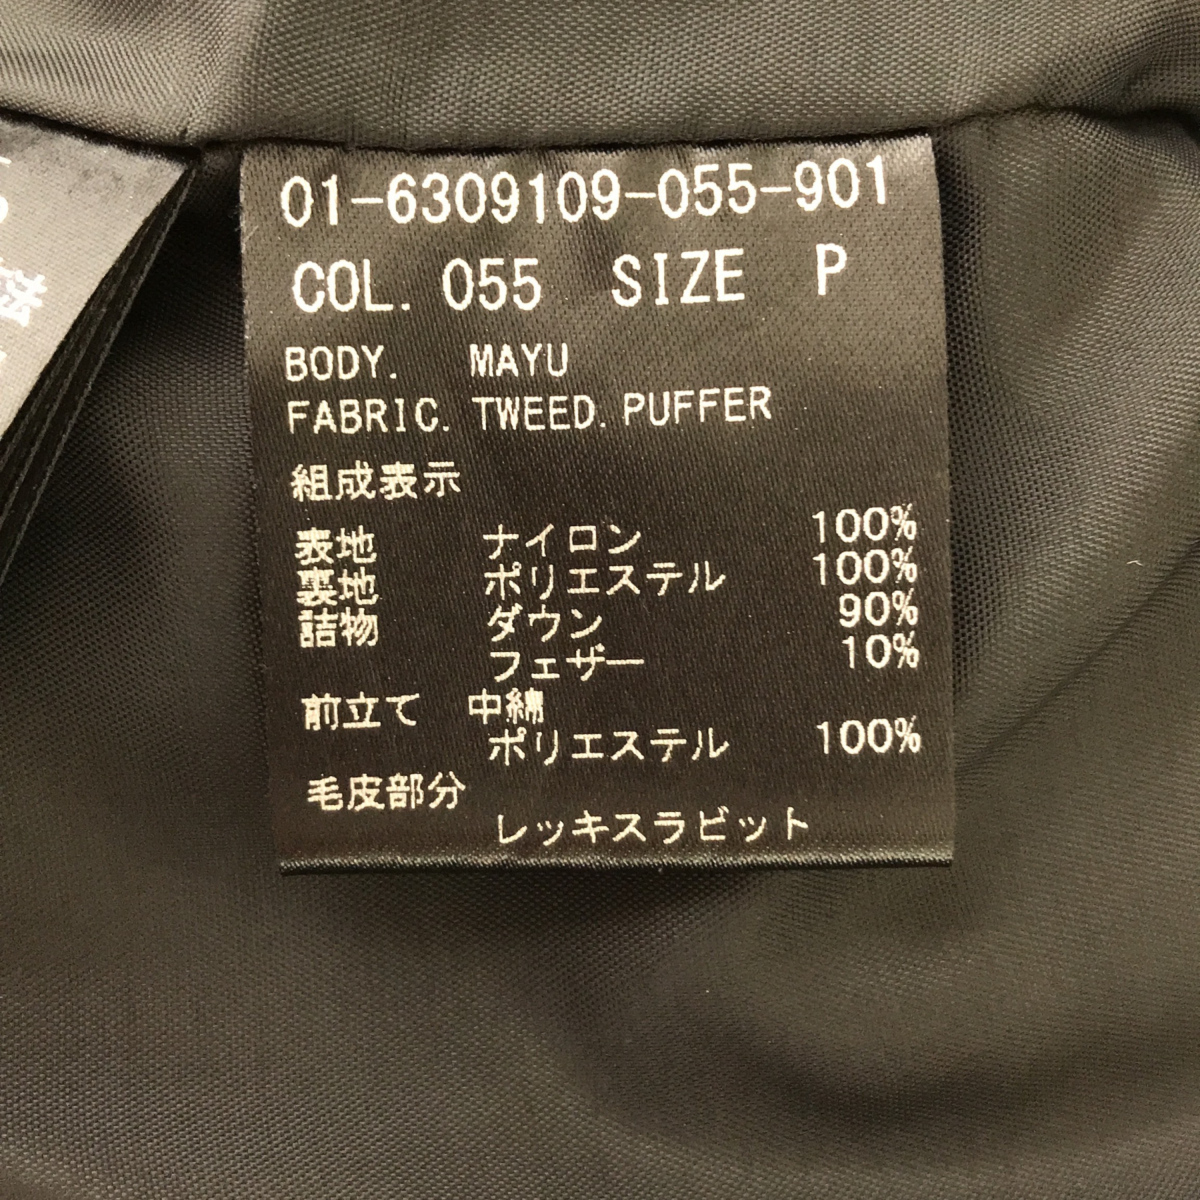 01-6309109-055-901
COL. 055 SIZE P
BODY. MAYU
FABRIC. TWEED. PUFFER
組成表示
表地 ナイロン 100%
裏地 ポリエステル 100%
詰物 ダウン 90%
フェザー 10%
前立て 中綿
ポリエステル 100%
毛皮部分
レッキスラビット